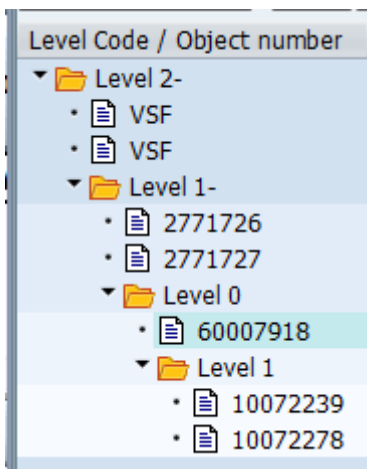 Level Code / Object number
Level 2-
VSF
VSF
Level 1-
2771726
2771727
Level 0
60007918
Level 1
10072239
10072278